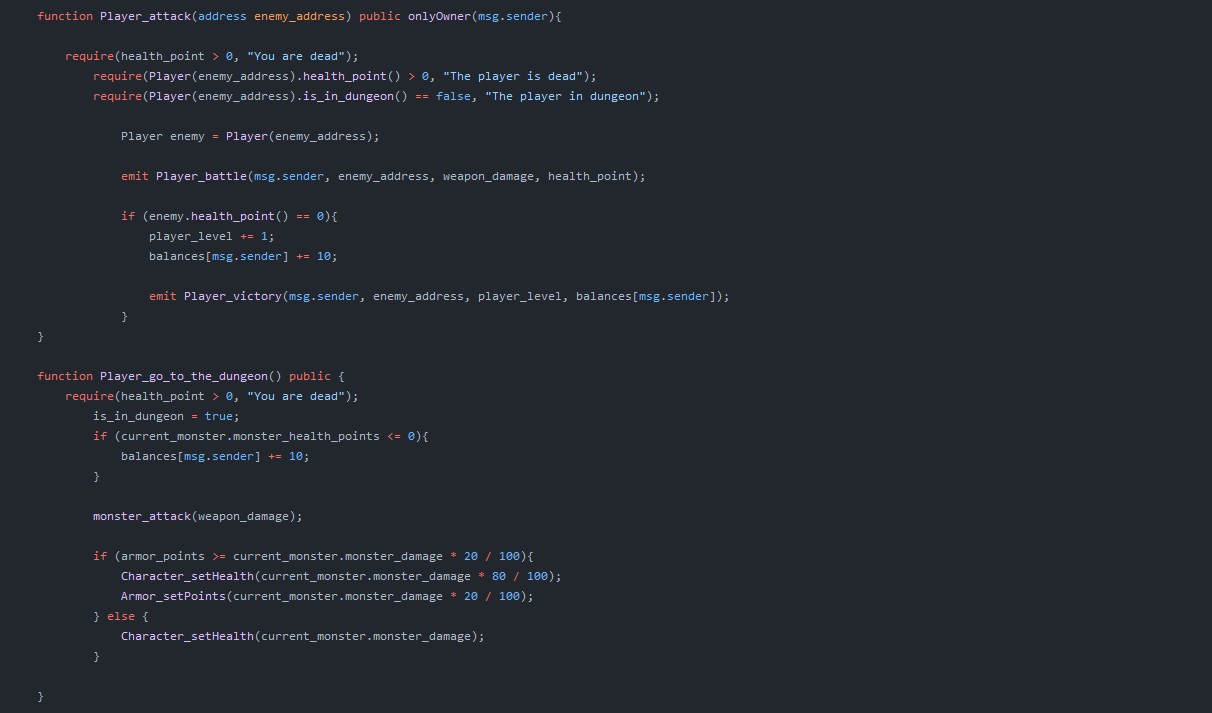 function Player_attack(address enemy_address) public onlyOwner(msg.sender){
require(health_point > 0, "You are dead");
require(Player(enemy_address).health_point() > 0, "The player is dead");
require(Player(enemy_address).is_in_dungeon() == false, "The player in dungeon");
Player enemy = Player(enemy_address);
emit Player_battle(msg.sender, enemy_address, weapon_damage, health_point);
if (enemy.health_point() == 0){
player_level += 1;
balances[msg.sender] += 10;
emit Player_victory(msg.sender, enemy_address, player_level, balances[msg.sender]);
}
}
function Player_go_to_the_dungeon() public {
require(health_point > 0, "You are dead");
is_in_dungeon = true;
if (current_monster.monster_health_points <= 0){
balances[msg.sender] += 10;
}
monster_attack(weapon_damage);
if (armor_points >= current_monster.monster_damage * 20 / 100){
Character_setHealth(current_monster.monster_damage * 80 / 100);
Armor_setPoints(current_monster.monster_damage * 20 / 100);
} else {
Character_setHealth(current_monster.monster_damage);
}
}